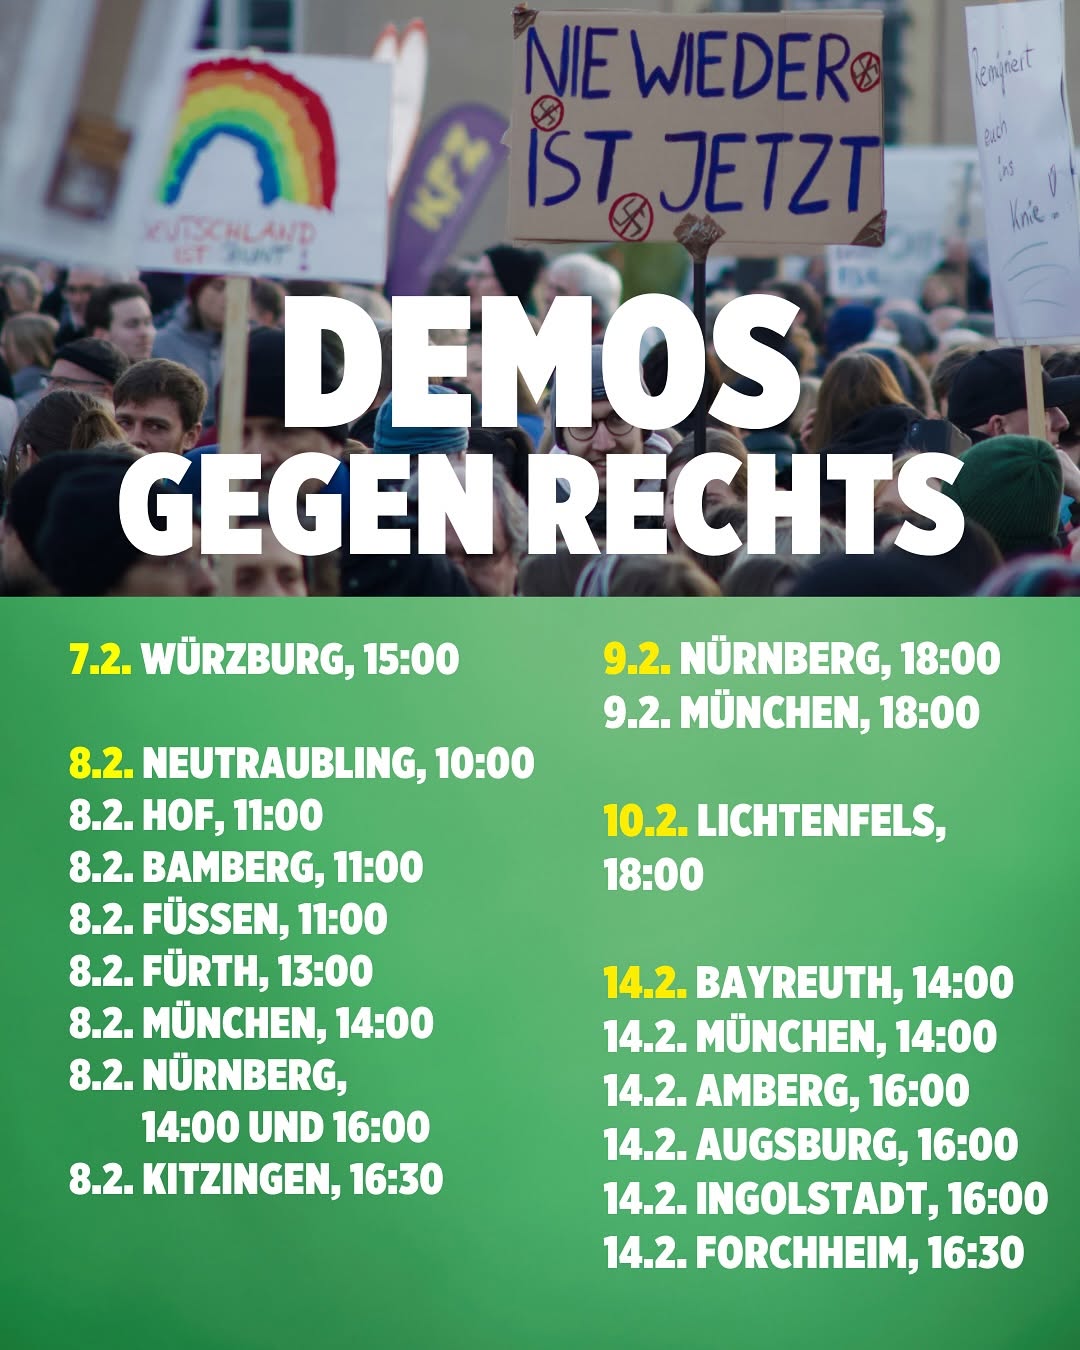 NIE WIEDER
IST JETZT
DEUTSCHLAND
IST BUNT!
KFZ
Remigriert
euch
ins
Knie..
DEMOS
GEGEN RECHTS
7.2. WÜRZBURG, 15:00
8.2. NEUTRAUBLING, 10:00
8.2. HOF, 11:00
8.2. BAMBERG, 11:00
8.2. FÜSSEN, 11:00
8.2. FÜRTH, 13:00
8.2. MÜNCHEN, 14:00
8.2. NÜRNBERG,
14:00 UND 16:00
8.2. KITZINGEN, 16:30
9.2. NÜRNBERG, 18:00
9.2. MÜNCHEN, 18:00
10.2. LICHTENFELS,
18:00
14.2. BAYREUTH, 14:00
14.2. MÜNCHEN, 14:00
14.2. AMBERG, 16:00
14.2. AUGSBURG, 16:00
14.2. INGOLSTADT, 16:00
14.2. FORCHHEIM, 16:30